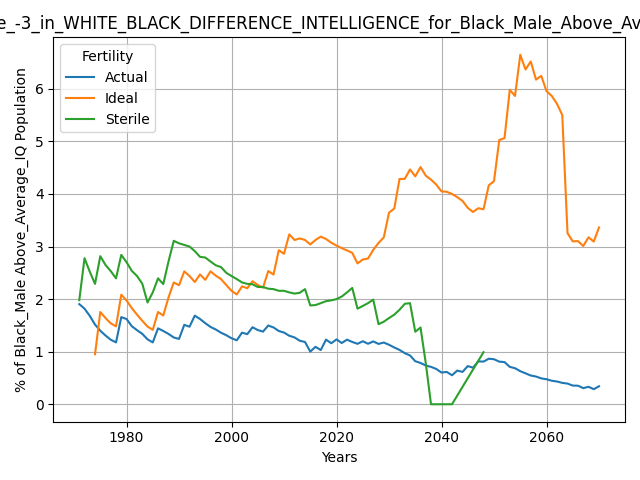 e_-3_in_WHITE_BLACK_DIFFERENCE_INTELLIGENCE_for_Black_Male_Above_Av
Fertility
Actual
Ideal
Sterile
% of Black_Male Above_Average_IQ Population
6
5
4
3
2
1
0
1980 2000 2020 2040 2060
Years